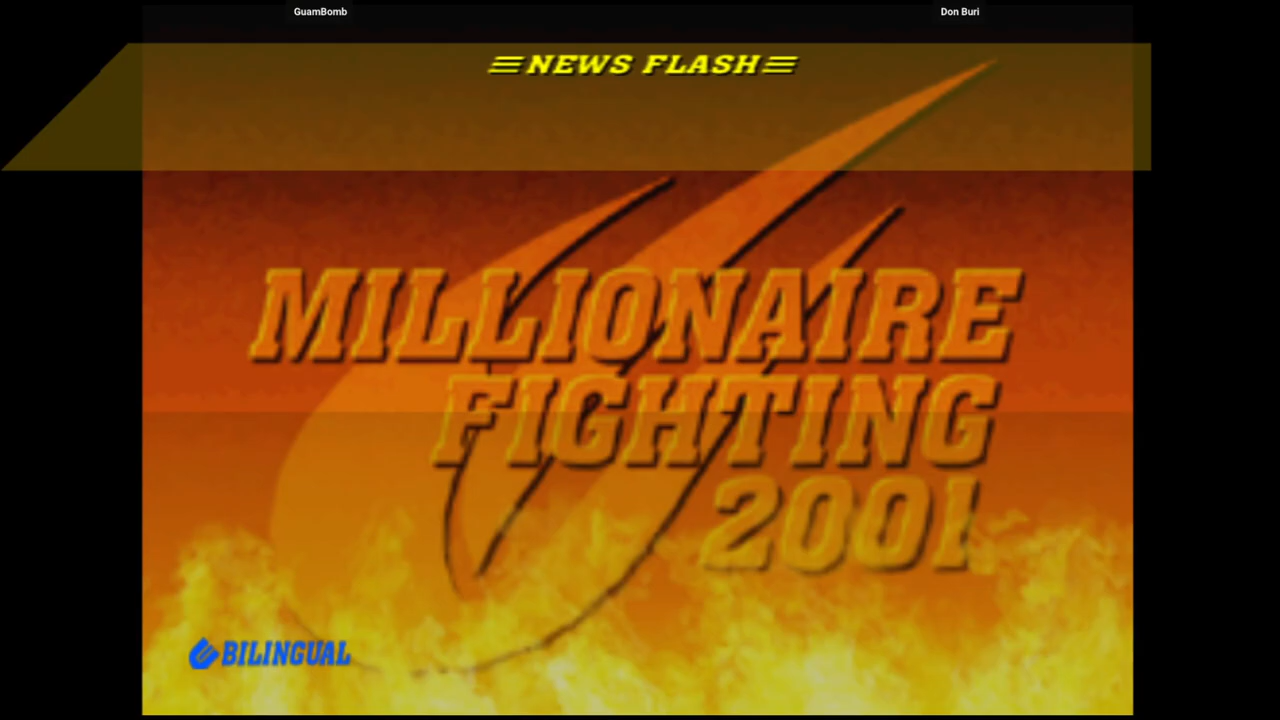 GuamBomb
Don Buri
NEWS FLASH
MILLIONAIRE
FIGHTING
2001
BILINGUAL